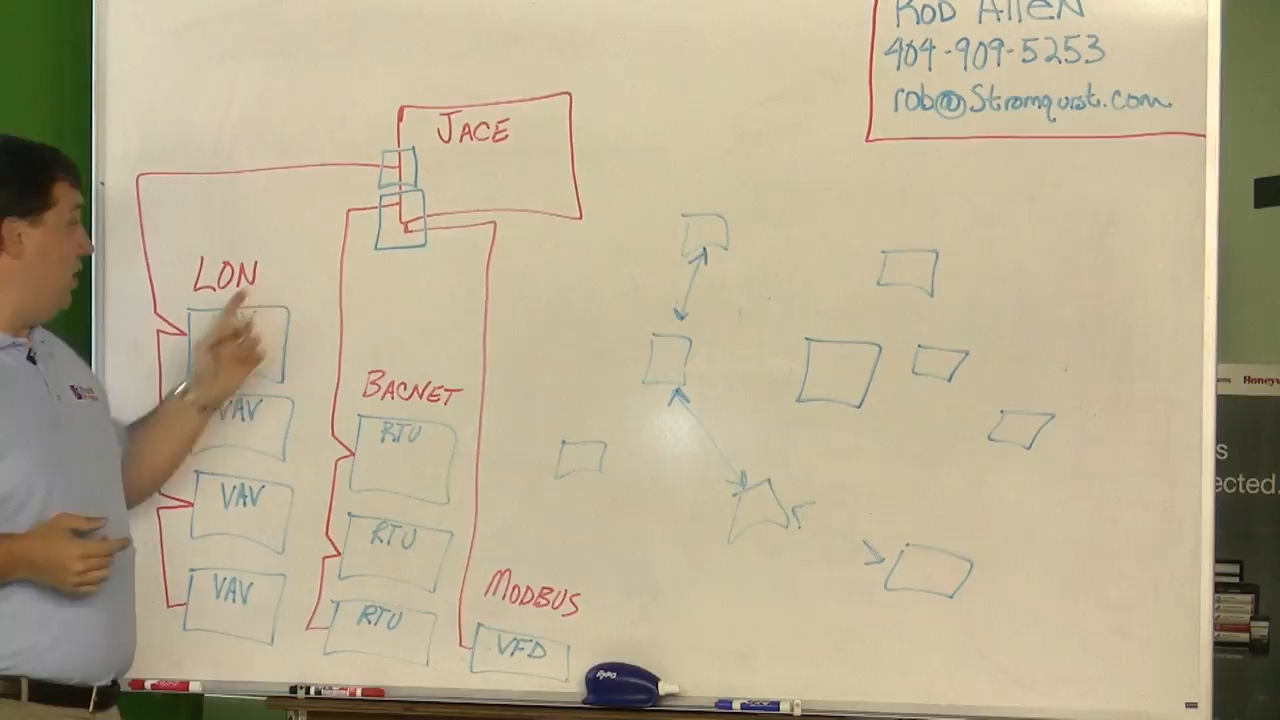 Rod Allen
404-909-5253
rob@Stromquist.com
JACE
LON
VAV
VAV
VAV
BACNET
RTU
RTU
RTU
MODBUS
VFD
EXPO